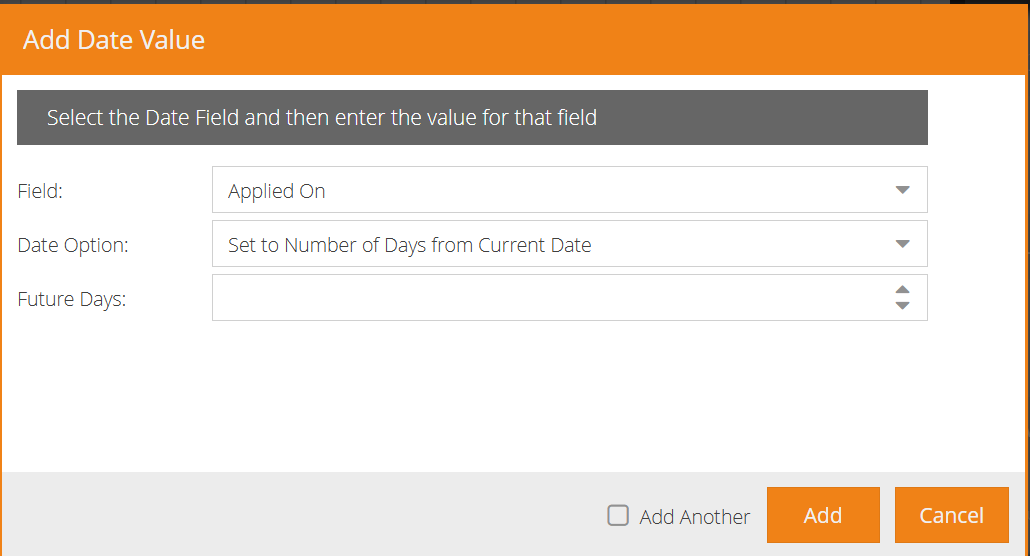 Add Date Value
Select the Date Field and then enter the value for that field
Field: Applied On
Date Option: Set to Number of Days from Current Date
Future Days:
Add Another Add Cancel